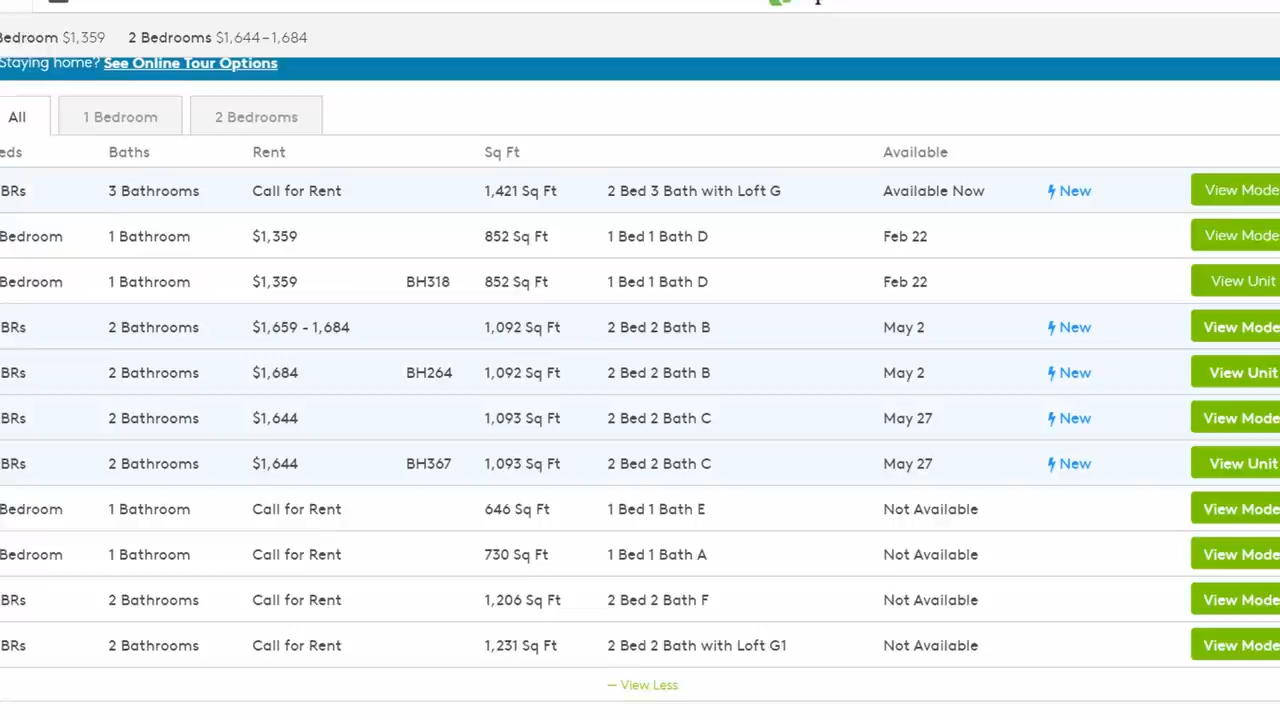 Bedroom $1,359 2 Bedrooms $1,644–1,684
Staying home? See Online Tour Options
All 1 Bedroom 2 Bedrooms
eds Baths Rent Sq Ft Available
BRs 3 Bathrooms Call for Rent 1,421 Sq Ft 2 Bed 3 Bath with Loft G Available Now New View Mode
Bedroom 1 Bathroom $1,359 852 Sq Ft 1 Bed 1 Bath D Feb 22 View Mode
Bedroom 1 Bathroom $1,359 BH318 852 Sq Ft 1 Bed 1 Bath D Feb 22 View Unit
BRs 2 Bathrooms $1,659 - 1,684 1,092 Sq Ft 2 Bed 2 Bath B May 2 New View Mode
BRs 2 Bathrooms $1,684 BH264 1,092 Sq Ft 2 Bed 2 Bath B May 2 New View Unit
BRs 2 Bathrooms $1,644 1,093 Sq Ft 2 Bed 2 Bath C May 27 New View Mode
BRs 2 Bathrooms $1,644 BH367 1,093 Sq Ft 2 Bed 2 Bath C May 27 New View Unit
Bedroom 1 Bathroom Call for Rent 646 Sq Ft 1 Bed 1 Bath E Not Available View Mode
Bedroom 1 Bathroom Call for Rent 730 Sq Ft 1 Bed 1 Bath A Not Available View Mode
BRs 2 Bathrooms Call for Rent 1,206 Sq Ft 2 Bed 2 Bath F Not Available View Mode
BRs 2 Bathrooms Call for Rent 1,231 Sq Ft 2 Bed 2 Bath with Loft G1 Not Available View Mode
— View Less